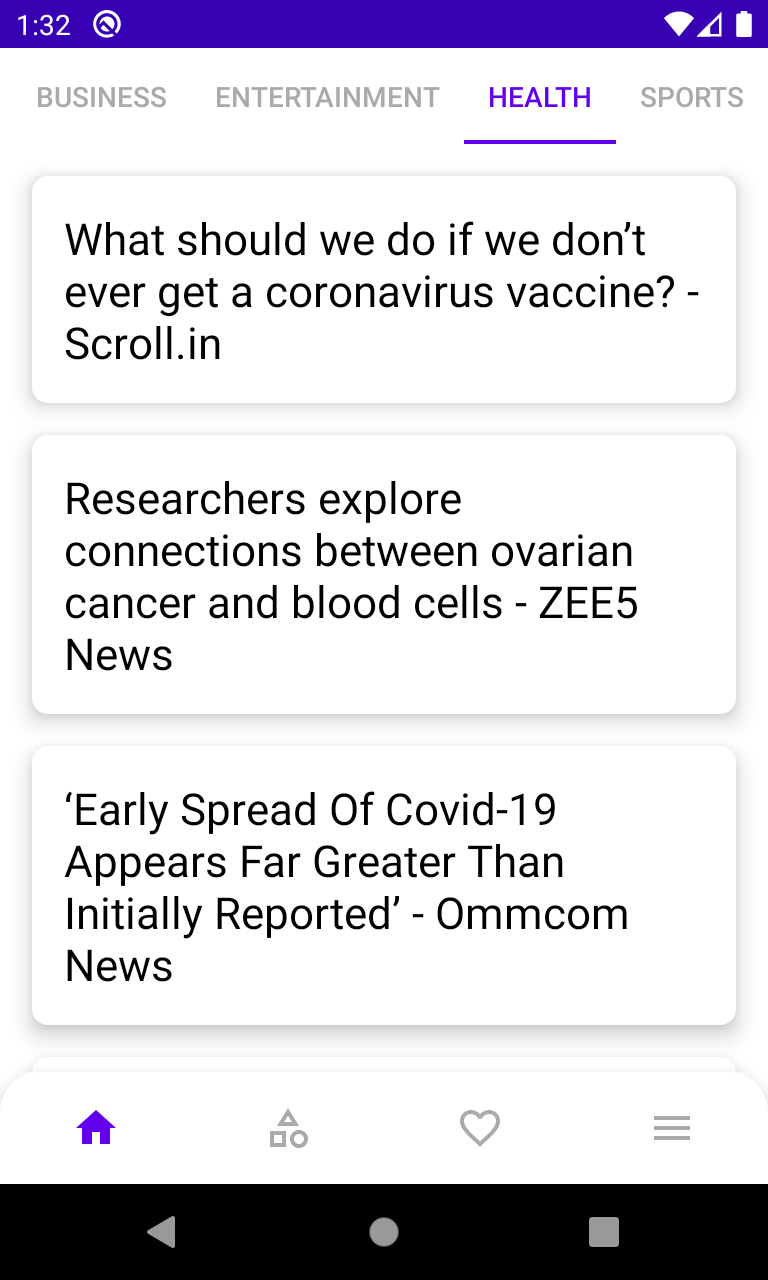 1:32
BUSINESS ENTERTAINMENT HEALTH SPORTS
What should we do if we don’t
ever get a coronavirus vaccine? -
Scroll.in
Researchers explore
connections between ovarian
cancer and blood cells - ZEE5
News
‘Early Spread Of Covid-19
Appears Far Greater Than
Initially Reported’ - Ommcom
News